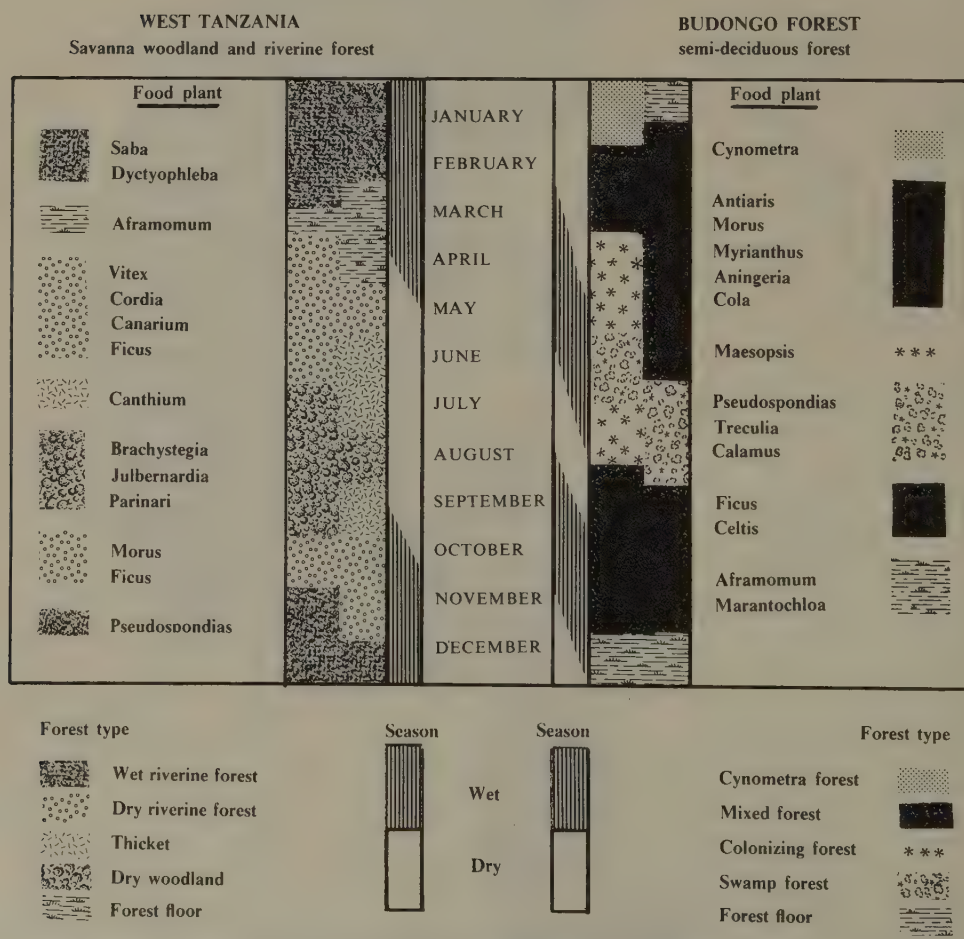 WEST TANZANIA
Savanna woodland and riverine forest
BUDONGO FOREST
semi-deciduous forest
Food plant
Saba
Dyctyophleba
Aframomum
Vitex
Cordia
Canarium
Ficus
Canthium
Brachystegia
Julbernardia
Parinari
Morus
Ficus
Pseudospondias
JANUARY
FEBRUARY
MARCH
APRIL
MAY
JUNE
JULY
AUGUST
SEPTEMBER
OCTOBER
NOVEMBER
DECEMBER
Food plant
Cynometra
Antiaris
Morus
Myrianthus
Aningeria
Cola
Maesopsis
Pseudospondias
Treculia
Calamus
Ficus
Celtis
Aframomum
Marantochloa
Forest type
Wet riverine forest
Dry riverine forest
Thicket
Dry woodland
Forest floor
Season
Season
Wet
Dry
Forest type
Cynometra forest
Mixed forest
Colonizing forest
Swamp forest
Forest floor